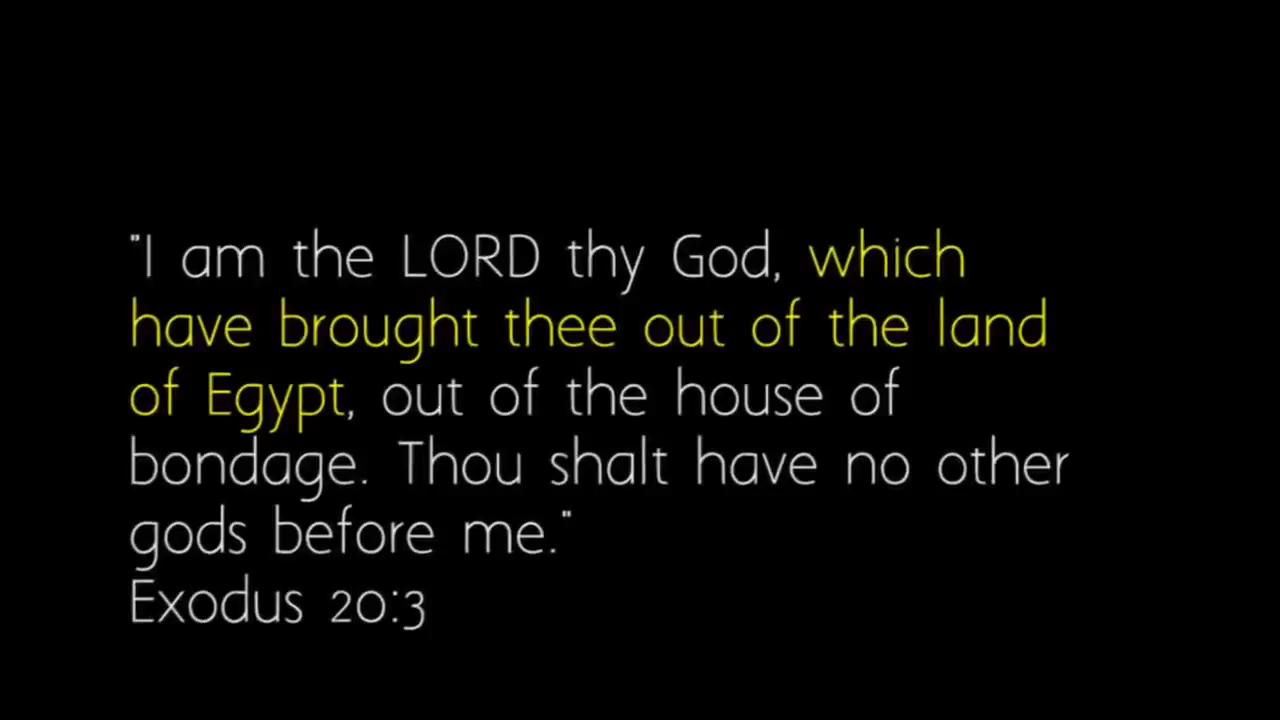 "I am the LORD thy God, which
have brought thee out of the land
of Egypt, out of the house of
bondage. Thou shalt have no other
gods before me."
Exodus 20:3